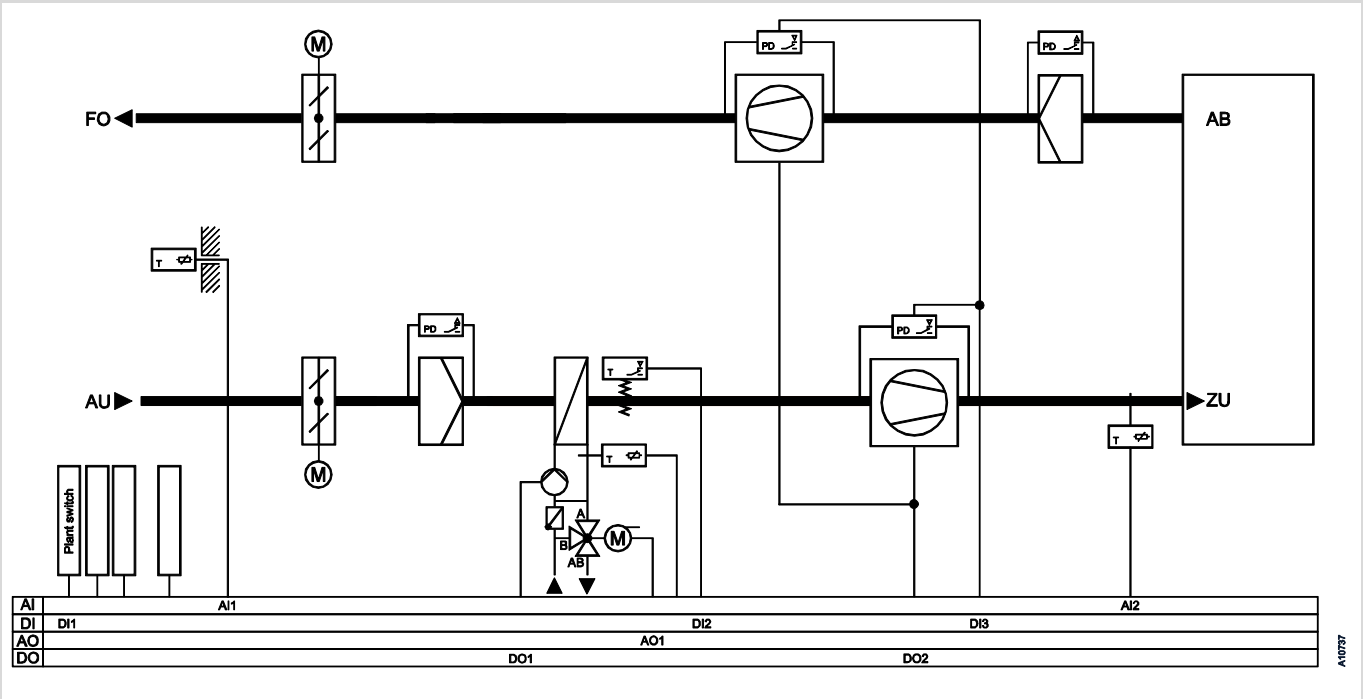 M
PD
PD
FO
AB
T
PD
PD
T
AU
ZU
T
T
M
Plant switch
A
B
M
AB
AI
AI1
AI2
DI
DI1
DI2
DI3
AO
AO1
DO
DO1
DO2
A10737